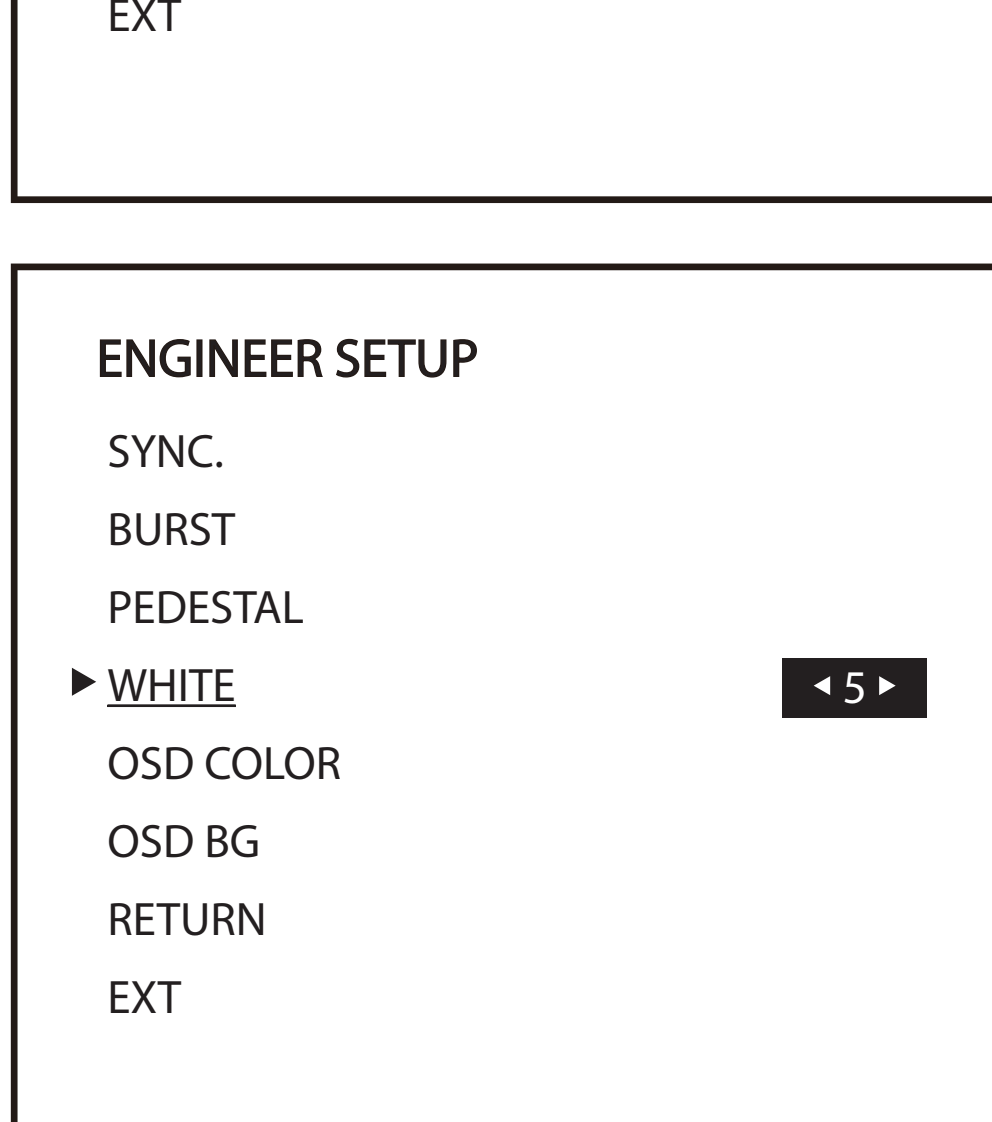 EXT
ENGINEER SETUP
SYNC.
BURST
PEDESTAL
WHITE 5
OSD COLOR
OSD BG
RETURN
EXT